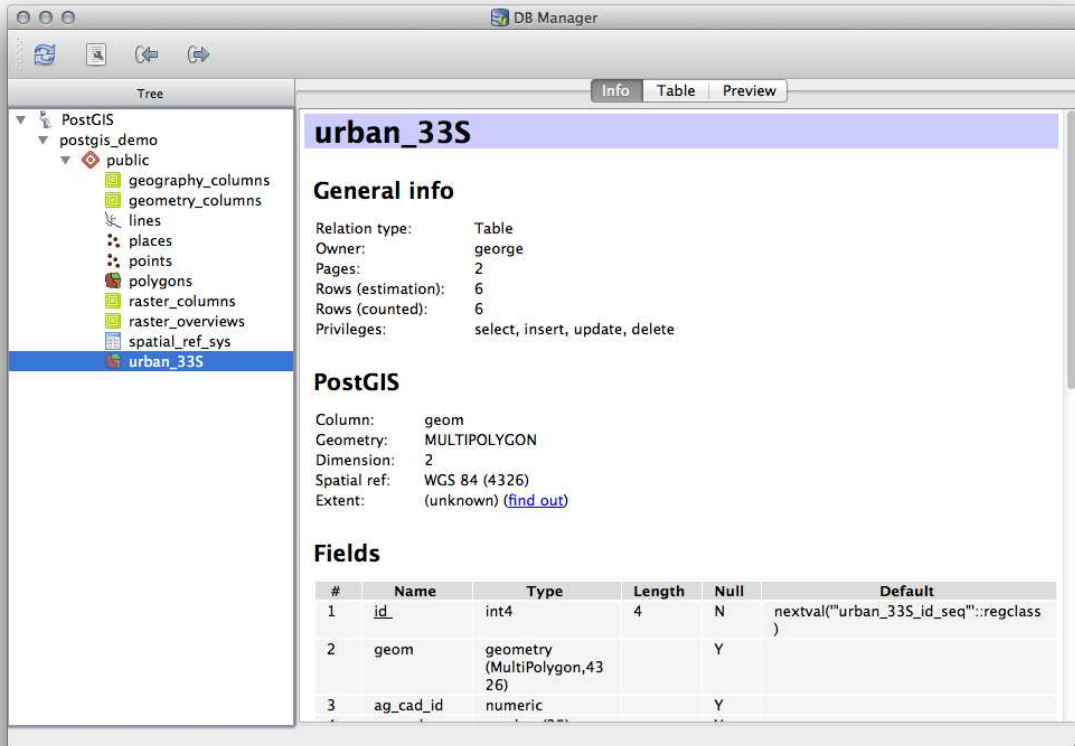 DB Manager
Tree
Info Table Preview
PostGIS
postgis_demo
public
geography_columns
geometry_columns
lines
places
points
polygons
raster_columns
raster_overviews
spatial_ref_sys
urban_33S
urban_33S
General info
Relation type: Table
Owner: george
Pages: 2
Rows (estimation): 6
Rows (counted): 6
Privileges: select, insert, update, delete
PostGIS
Column: geom
Geometry: MULTIPOLYGON
Dimension: 2
Spatial ref: WGS 84 (4326)
Extent: (unknown) (find out)
Fields
# Name Type Length Null Default
1 id int4 4 N nextval('"urban_33S_id_seq"'::regclass
)
2 geom geometry Y
(MultiPolygon,43
26)
3 ag_cad_id numeric Y